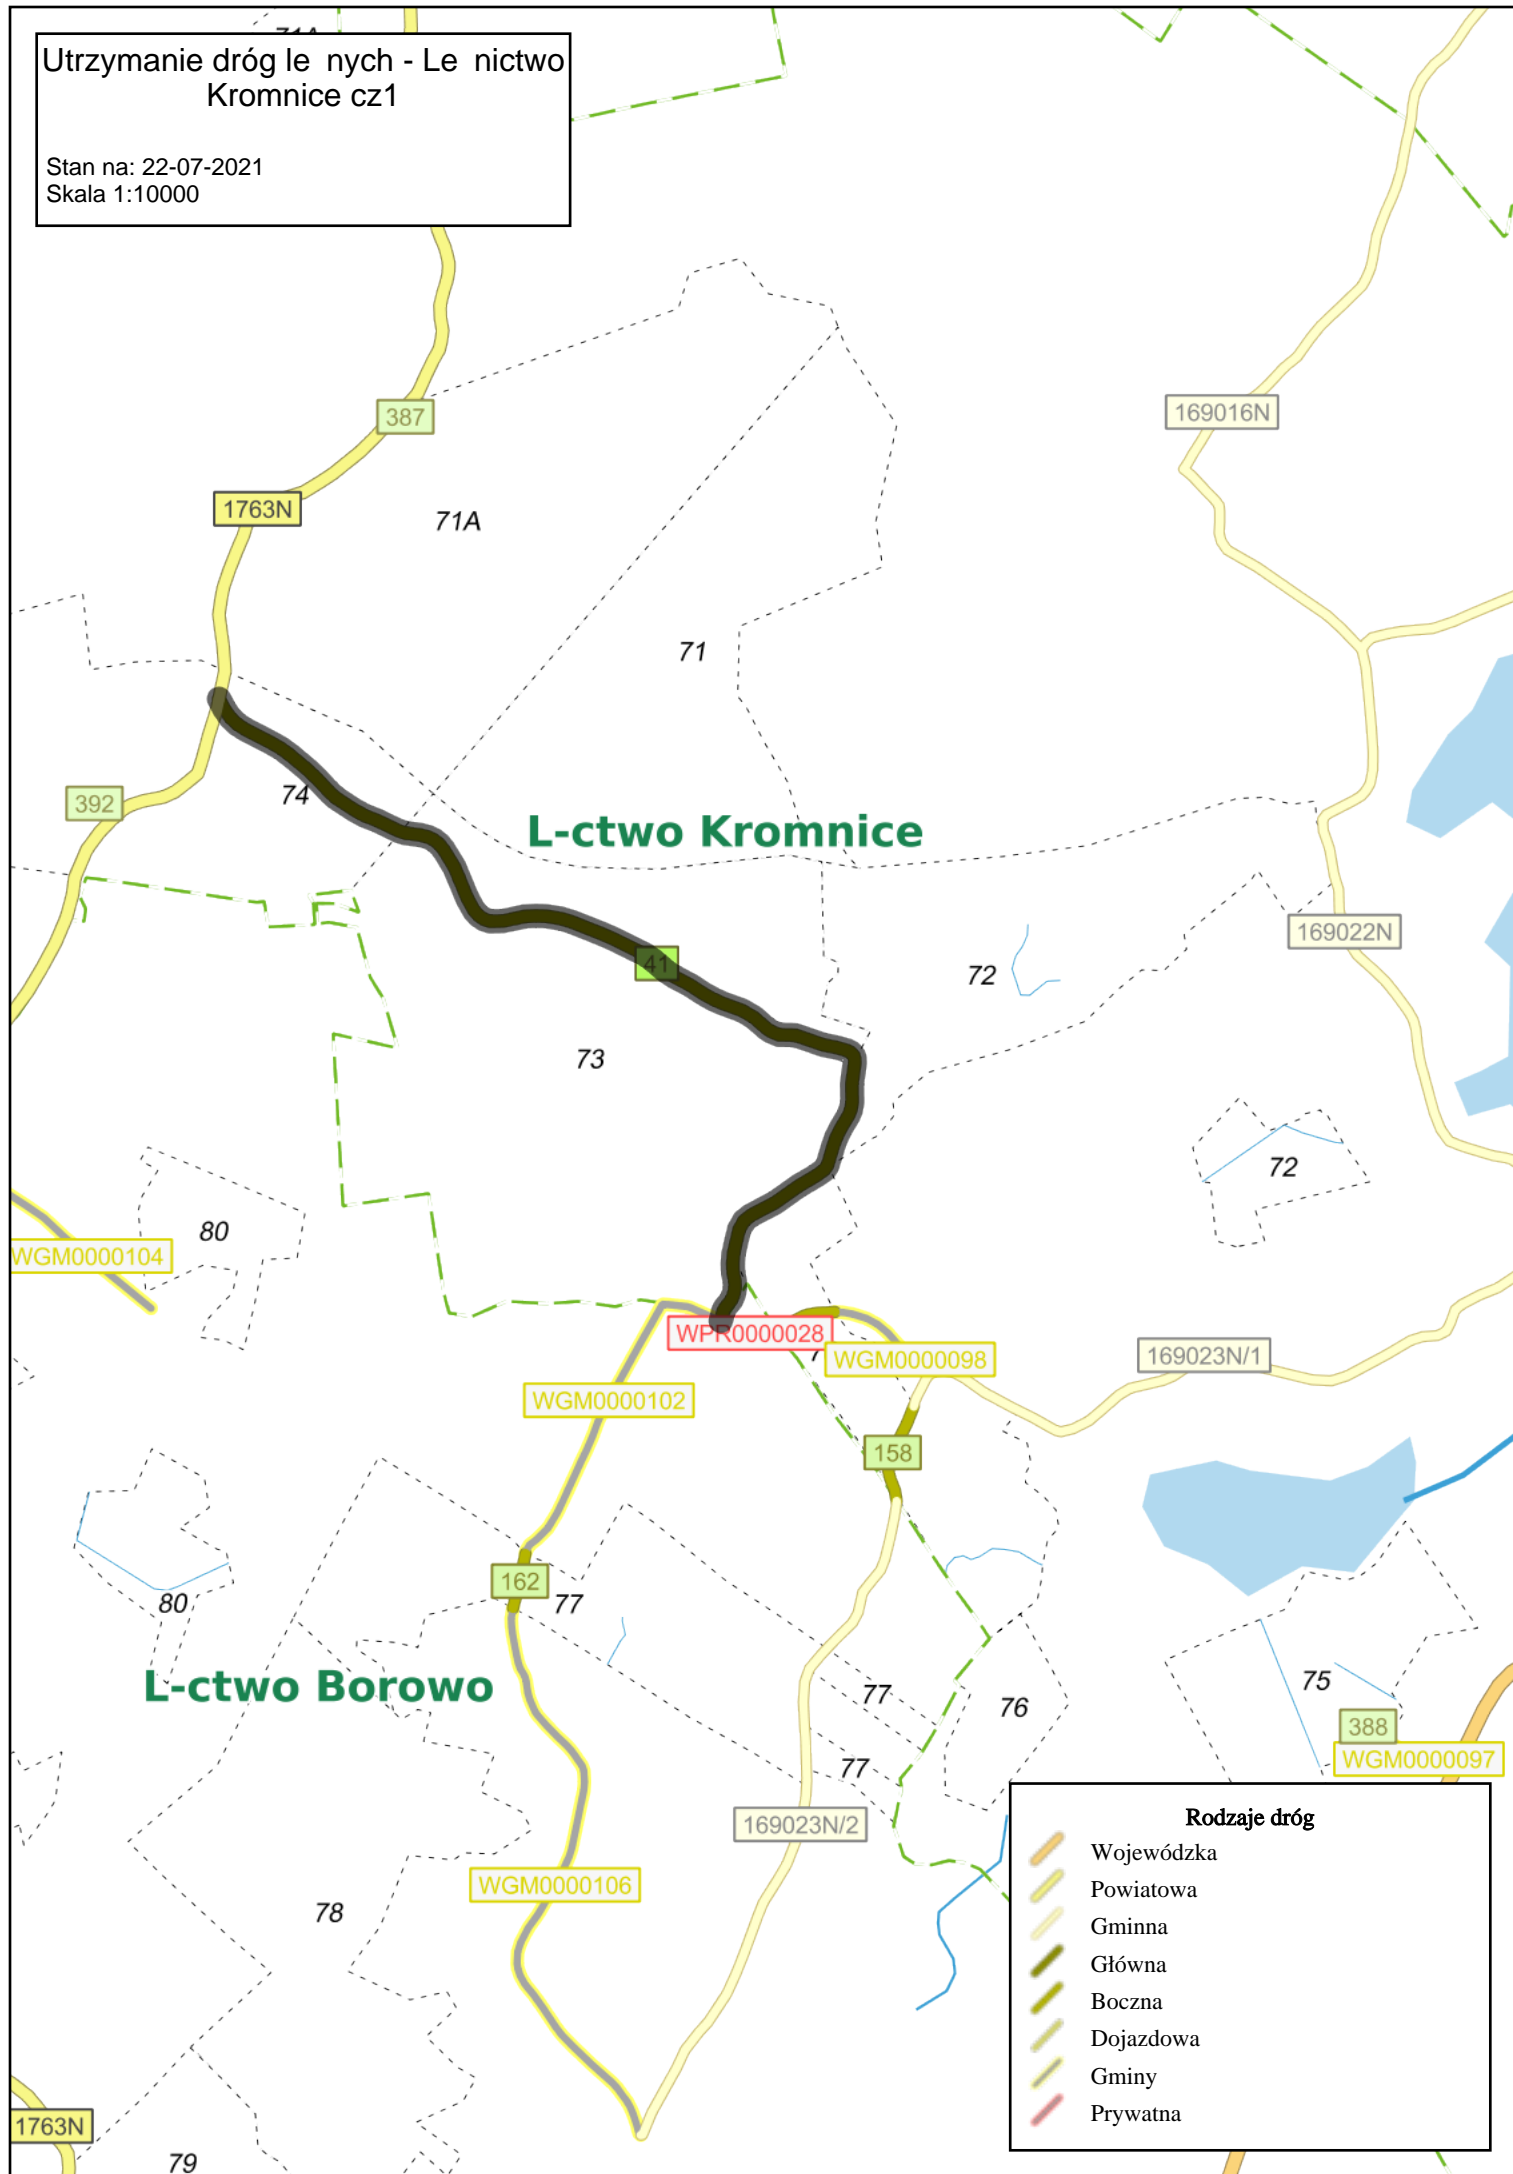 Utrzymanie dróg le nych - Le nictwo
Kromnice cz1
Stan na: 22-07-2021
Skala 1:10000
387
169016N
1763N
71A
71
74
392
L-ctwo Kromnice
169022N
41
72
73
72
80
WGM0000104
WPR0000028
WGM0000098
169023N/1
WGM0000102
158
162
77
80
L-ctwo Borowo
77
76
75
388
WGM0000097
77
169023N/2
WGM0000106
78
1763N
79
Rodzaje dróg
Wojewódzka
Powiatowa
Gminna
Główna
Boczna
Dojazdowa
Gminy
Prywatna